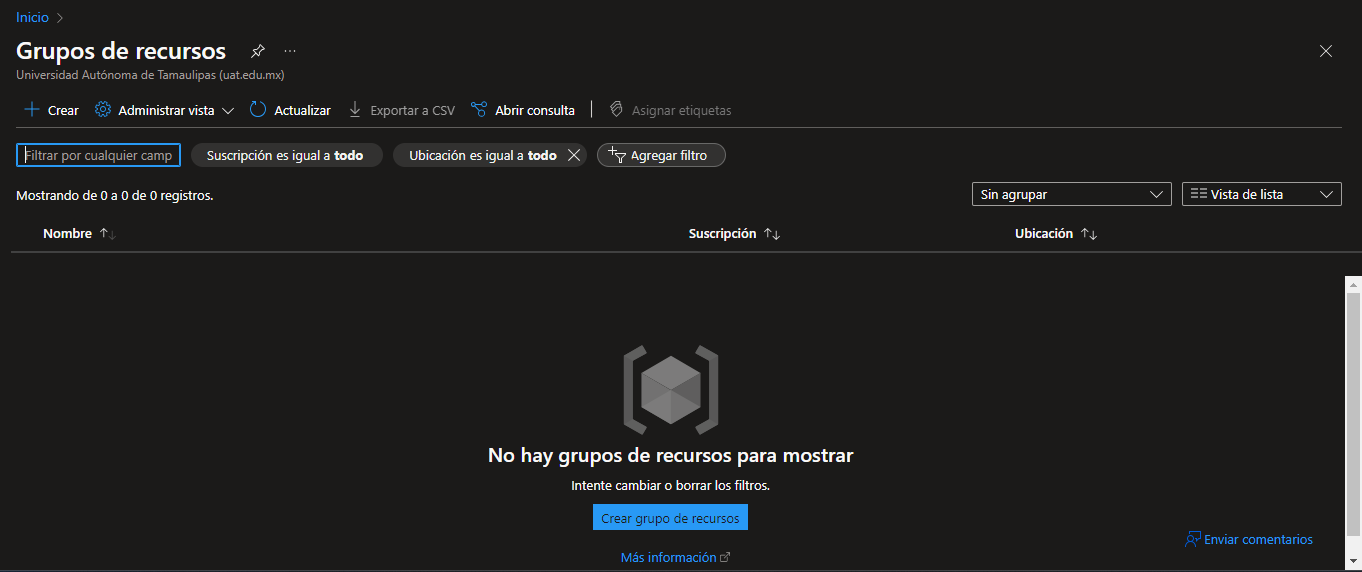 Inicio
Grupos de recursos
Universidad Autónoma de Tamaulipas (uat.edu.mx)
Crear Administrar vista Actualizar Exportar a CSV Abrir consulta Asignar etiquetas
Filtrar por cualquier camp Suscripción es igual a todo Ubicación es igual a todo Agregar filtro
Mostrando de 0 a 0 de 0 registros. Sin agrupar Vista de lista
Nombre Suscripción Ubicación
No hay grupos de recursos para mostrar
Intente cambiar o borrar los filtros.
Crear grupo de recursos
Enviar comentarios
Más información